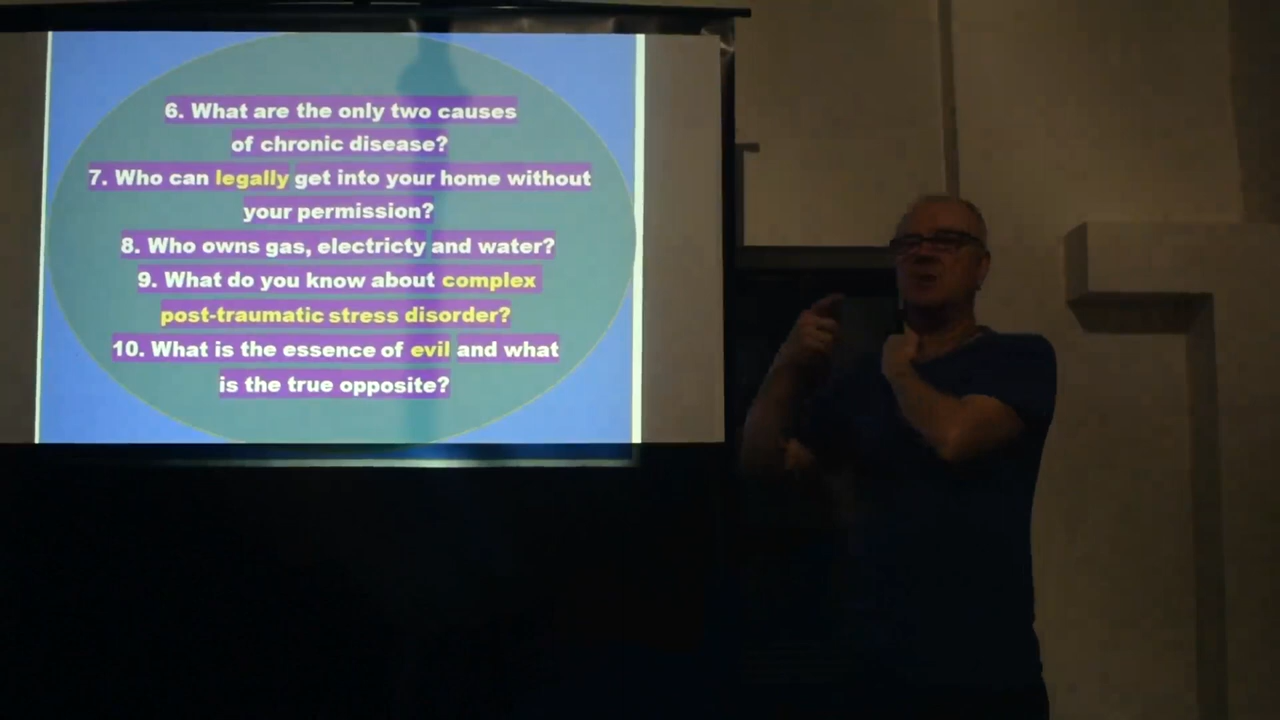 6. What are the only two causes
of chronic disease?
7. Who can legally get into your home without
your permission?
8. Who owns gas, electricty and water?
9. What do you know about complex
post-traumatic stress disorder?
10. What is the essence of evil and what
is the true opposite?